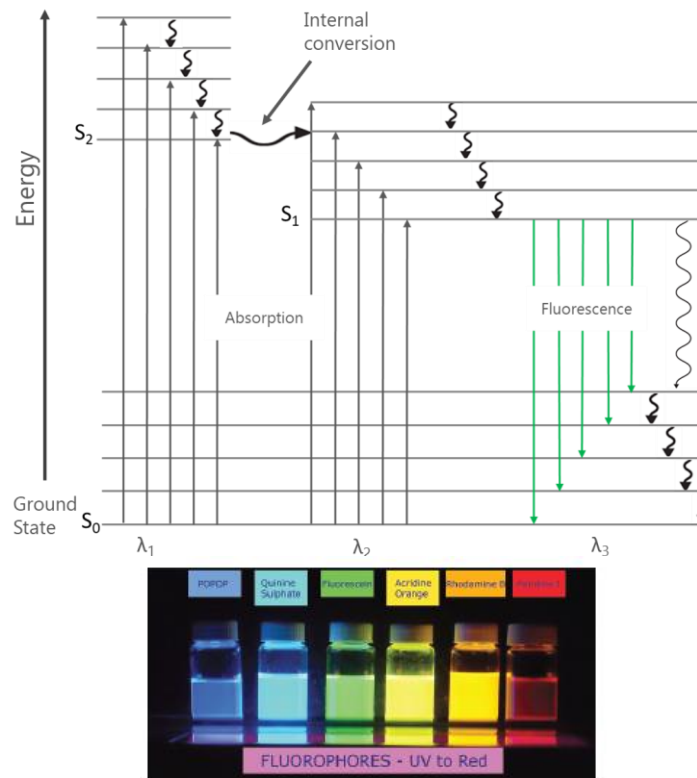 Internal
conversion
S2
Energy
S1
Absorption
Fluorescence
Ground
State
S0
λ1
λ2
λ3
POPOP
Quinine
Sulphate
Fluorescein
Acridine
Orange
Rhodamine B
FLUOROPHORES - UV to Red